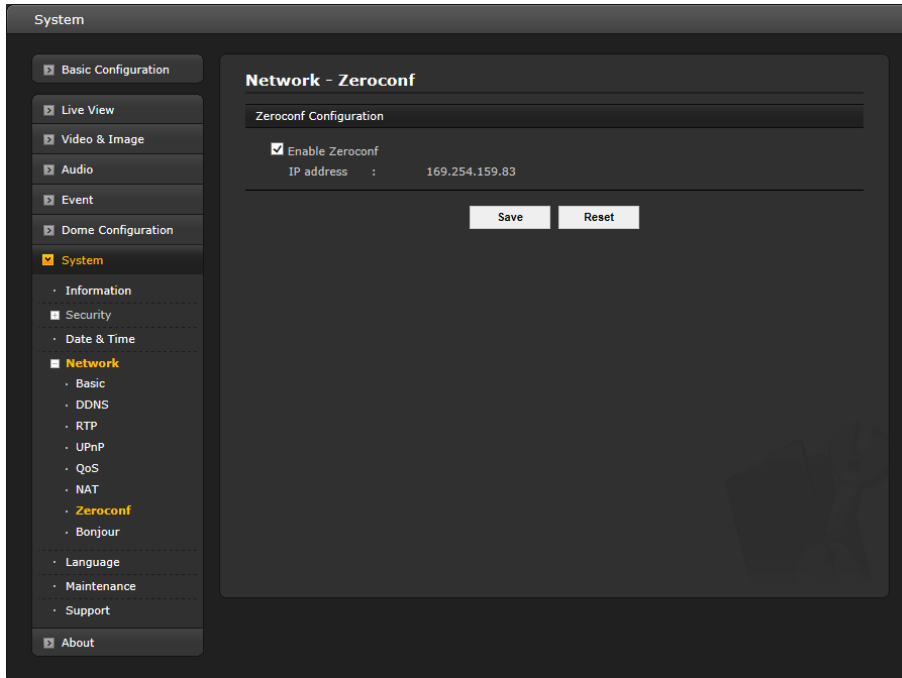 System
Basic Configuration
Live View
Video & Image
Audio
Event
Dome Configuration
System
Information
Security
Date & Time
Network
Basic
DDNS
RTP
UPnP
QoS
NAT
Zeroconf
Bonjour
Language
Maintenance
Support
About
Network - Zeroconf
Zeroconf Configuration
Enable Zeroconf
IP address : 169.254.159.83
Save Reset